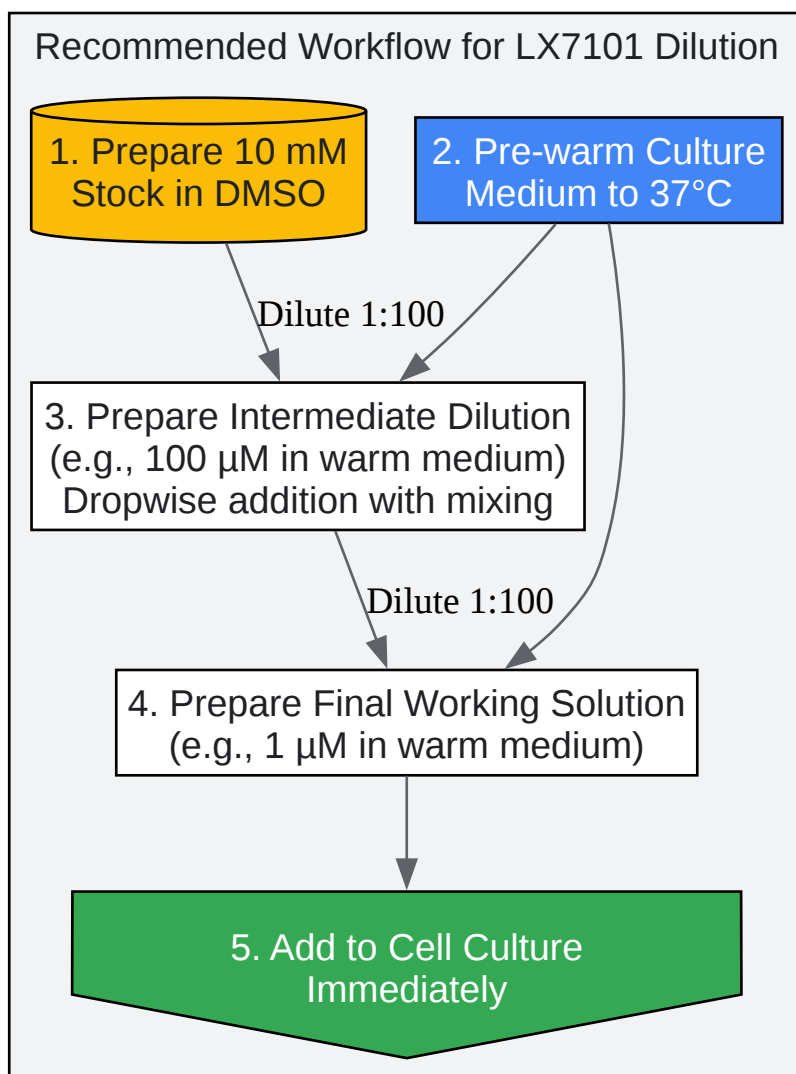 Recommended Workflow for LX7101 Dilution
1. Prepare 10 mM
Stock in DMSO
2. Pre-warm Culture
Medium to 37°C
Dilute 1:100
3. Prepare Intermediate Dilution
(e.g., 100 µM in warm medium)
Dropwise addition with mixing
Dilute 1:100
4. Prepare Final Working Solution
(e.g., 1 µM in warm medium)
5. Add to Cell Culture
Immediately